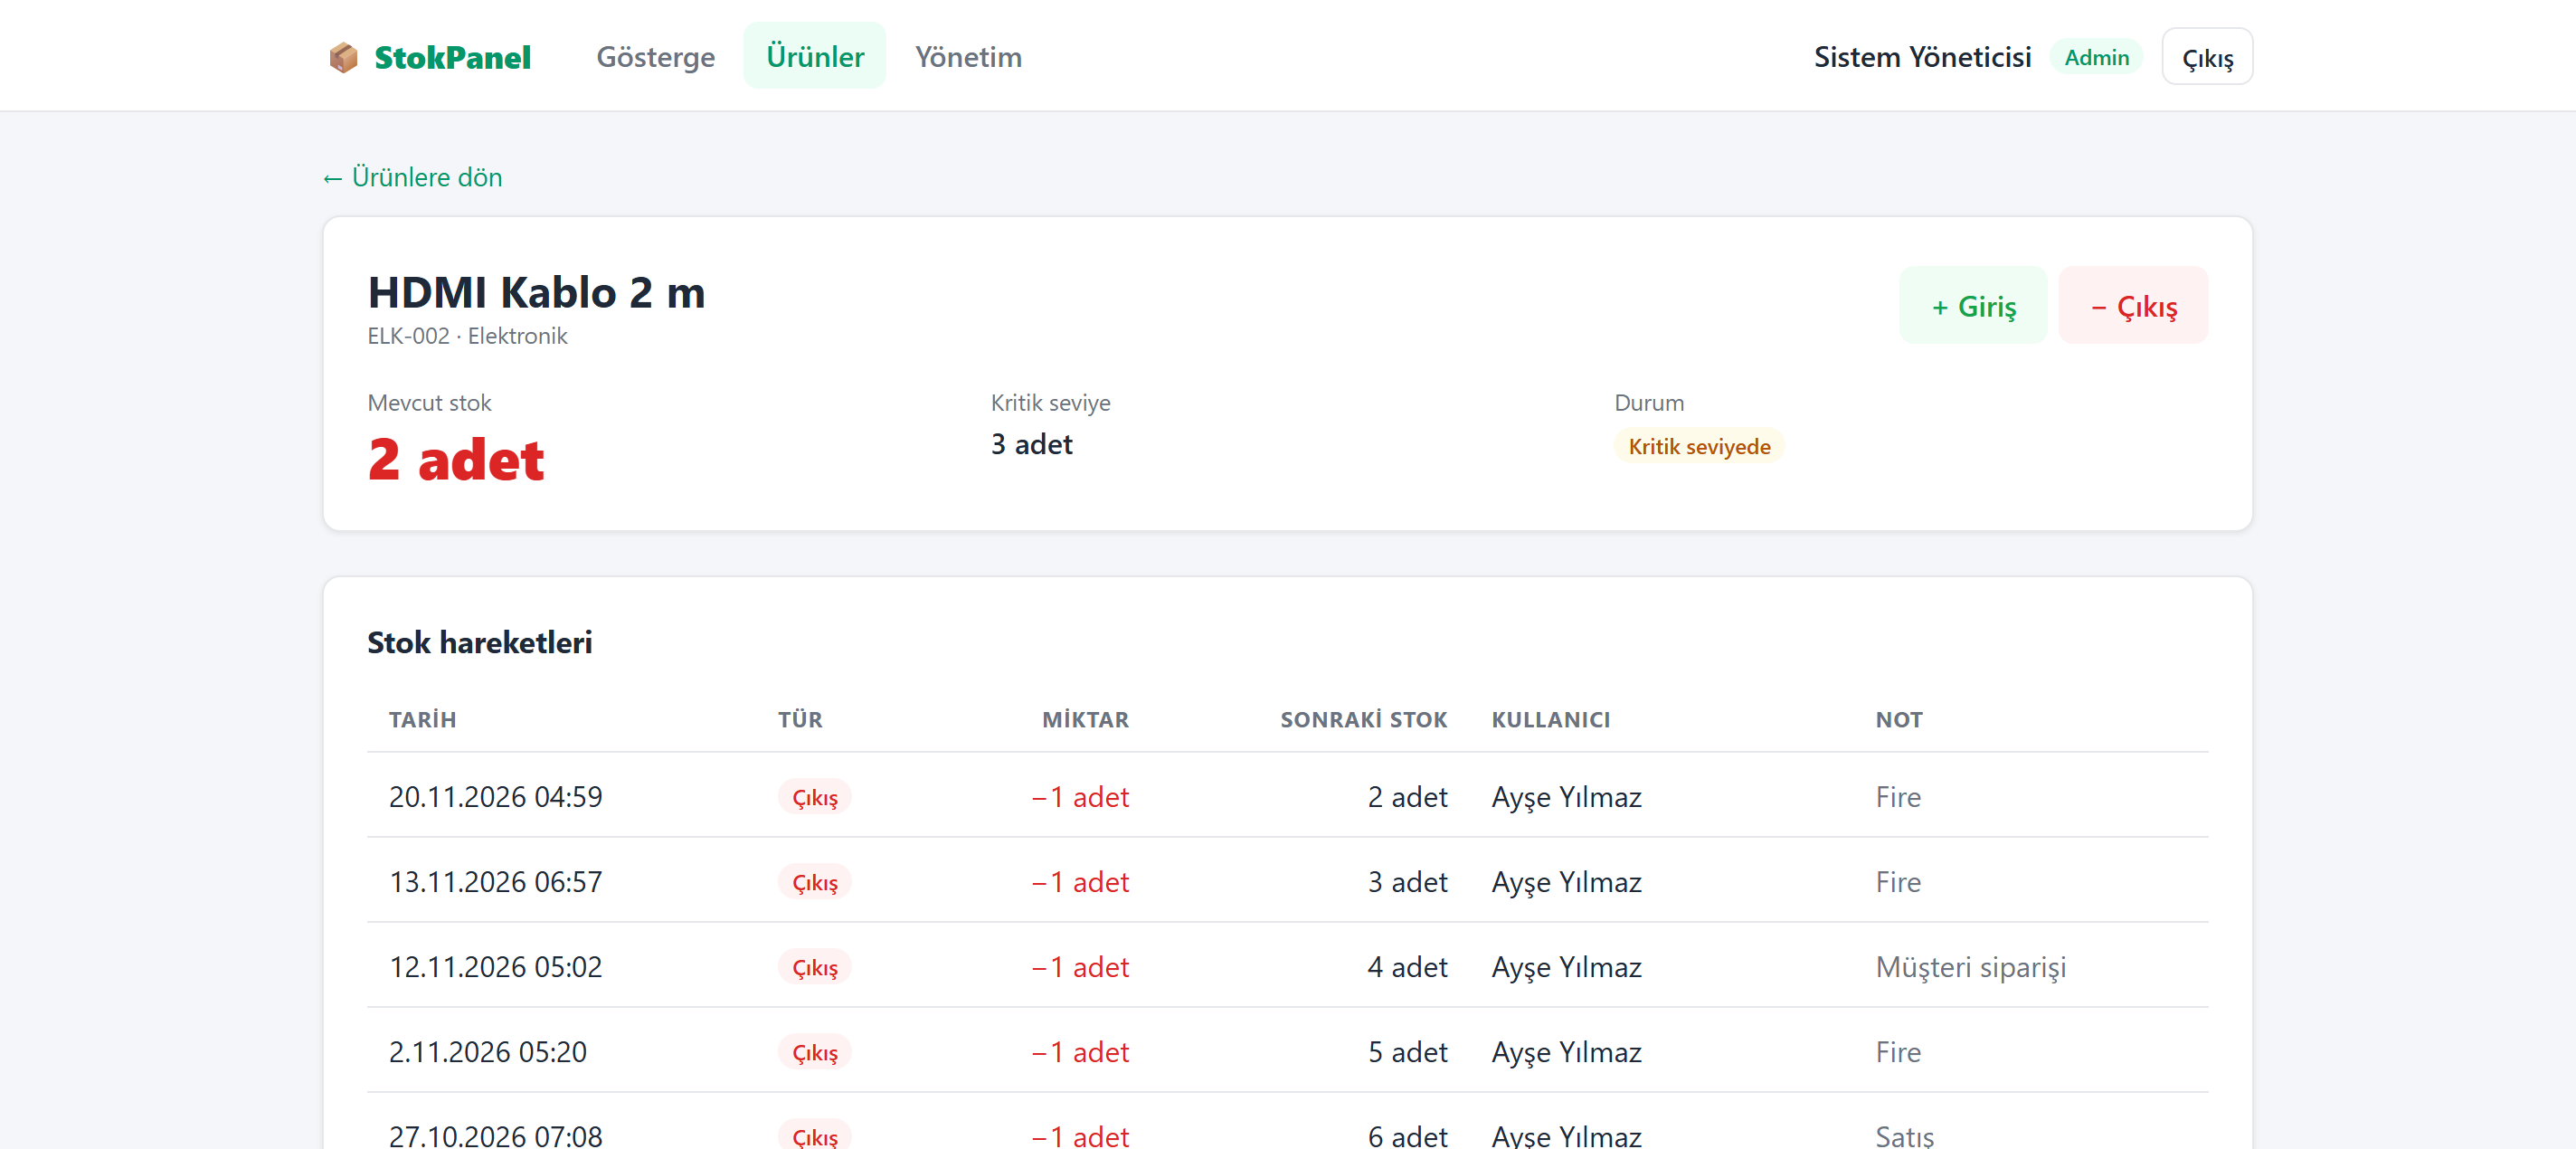 StokPanel Gösterge Ürünler Yönetim Sistem Yöneticisi Admin Çıkış
← Ürünlere dön
HDMI Kablo 2 m + Giriş − Çıkış
ELK-002 · Elektronik
Mevcut stok Kritik seviye Durum
2 adet 3 adet Kritik seviyede
Stok hareketleri
TARİH TÜR MİKTAR SONRAKİ STOK KULLANICI NOT
20.11.2026 04:59 Çıkış −1 adet 2 adet Ayşe Yılmaz Fire
13.11.2026 06:57 Çıkış −1 adet 3 adet Ayşe Yılmaz Fire
12.11.2026 05:02 Çıkış −1 adet 4 adet Ayşe Yılmaz Müşteri siparişi
2.11.2026 05:20 Çıkış −1 adet 5 adet Ayşe Yılmaz Fire
27.10.2026 07:08 Çıkış −1 adet 6 adet Ayşe Yılmaz Satış